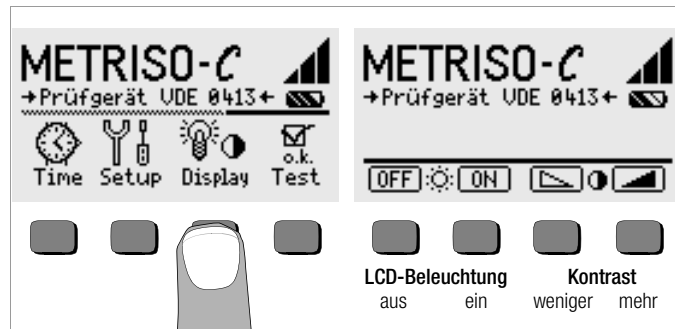 METRISO-C
→Prüfgerät VDE 0413←
Time Setup Display o.k. Test
METRISO-C
→Prüfgerät VDE 0413←
OFF ON
LCD-Beleuchtung Kontrast
aus ein weniger mehr